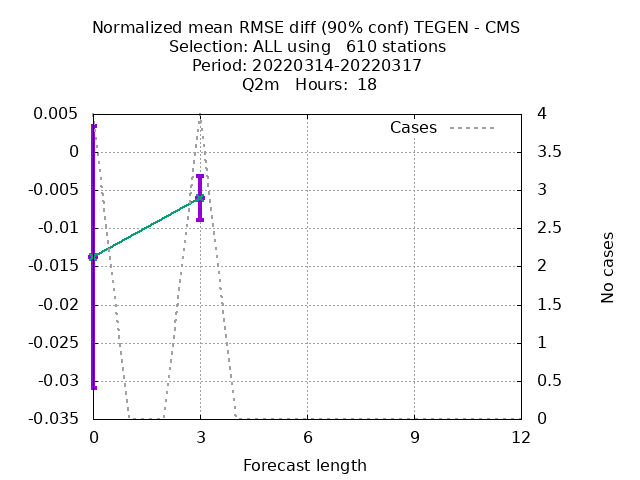 Normalized mean RMSE diff (90% conf) TEGEN - CMS
Selection: ALL using   610 stations
Period: 20220314-20220317
Q2m   Hours:  18
0.005
0
-0.005
-0.01
-0.015
-0.02
-0.025
-0.03
-0.035
Cases
4
3.5
3
2.5
2
1.5
1
0.5
0
No cases
0 3 6 9 12
Forecast length